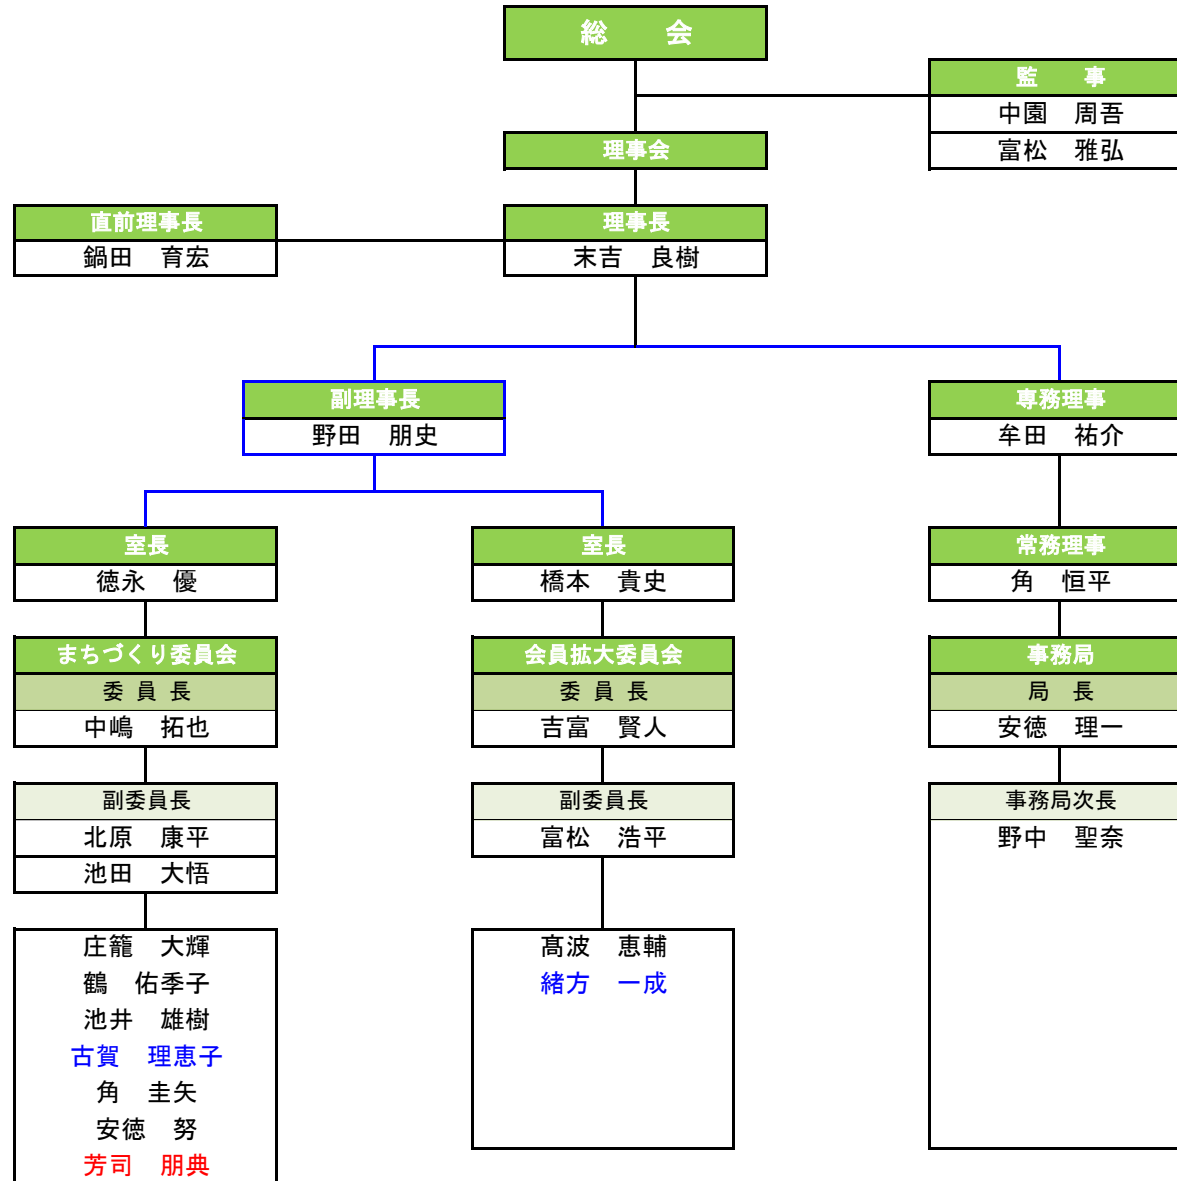 総　会
監　事
中園　周吾
富松　雅弘
理事会
直前理事長
鍋田　育宏
理事長
末吉　良樹
副理事長
野田　朋史
専務理事
牟田　祐介
室長
徳永　優
室長
橋本　貴史
常務理事
角　恒平
まちづくり委員会
委 員 長
中嶋　拓也
会員拡大委員会
委 員 長
吉富　賢人
事務局
局　長
安徳　理一
副委員長
北原　康平
池田　大悟
副委員長
富松　浩平
事務局次長
野中　聖奈
庄籠　大輝
鶴　佑季子
池井　雄樹
古賀　理恵子
角　圭矢
安徳　努
芳司　朋典
髙波　恵輔
緒方　一成